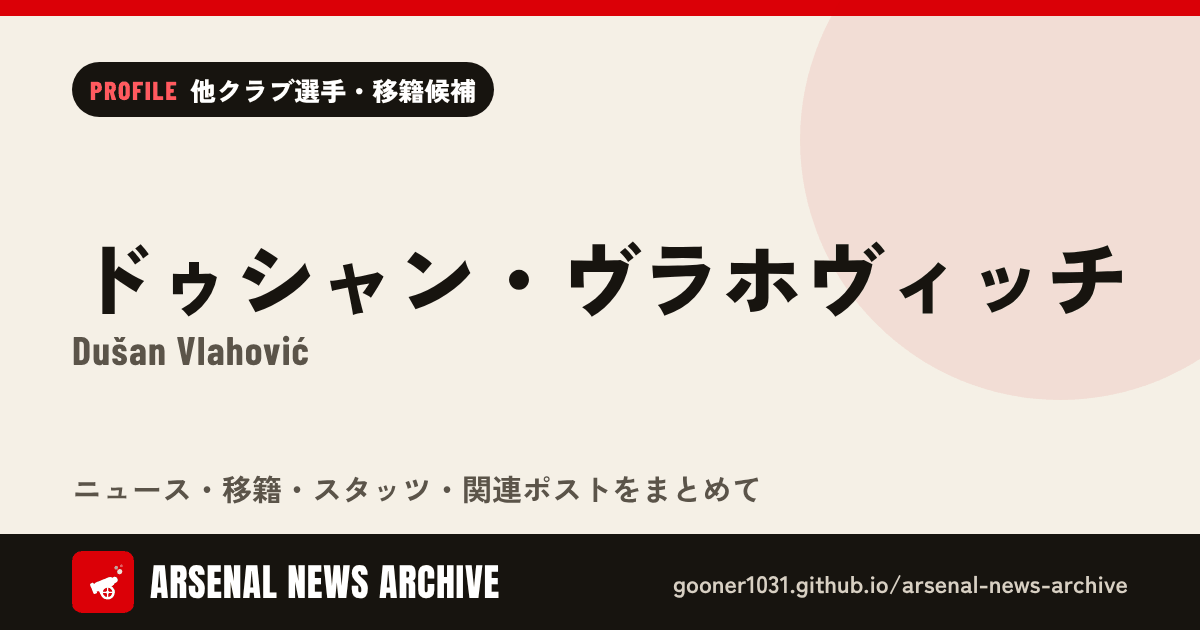 PROFILE 他クラブ選手・移籍候補
ドゥシャン・ヴラホヴィッチ
Dušan Vlahović
ニュース・移籍・スタッツ・関連ポストをまとめて
ARSENAL NEWS ARCHIVE
gooner1031.github.io/arsenal-news-archive